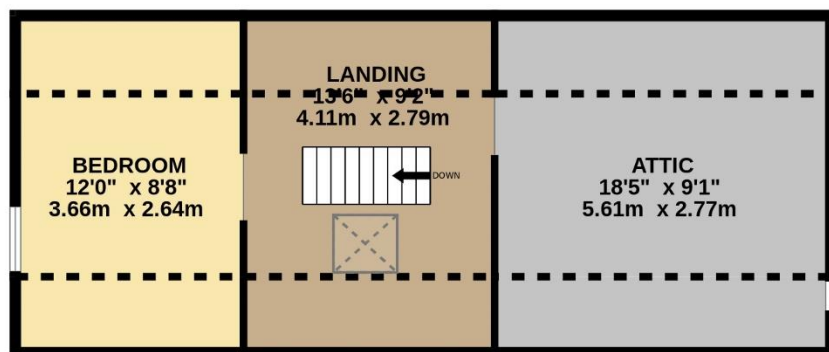 BEDROOM
12'0" x 8'8"
3.66m x 2.64m
LANDING
13'6" x 9'2"
4.11m x 2.79m
DOWN
ATTIC
18'5" x 9'1"
5.61m x 2.77m